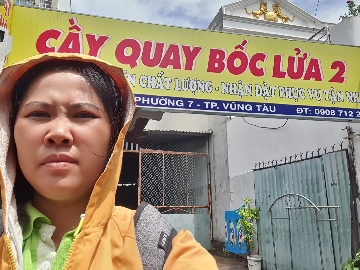 CẦY QUAY BỐC LỬA 2
CHẤT LƯỢNG - NHẬN ĐẶT PHỤC VỤ TẬN
PHƯỜNG 7 - TP. VŨNG TÀU ĐT: 0908 712 2